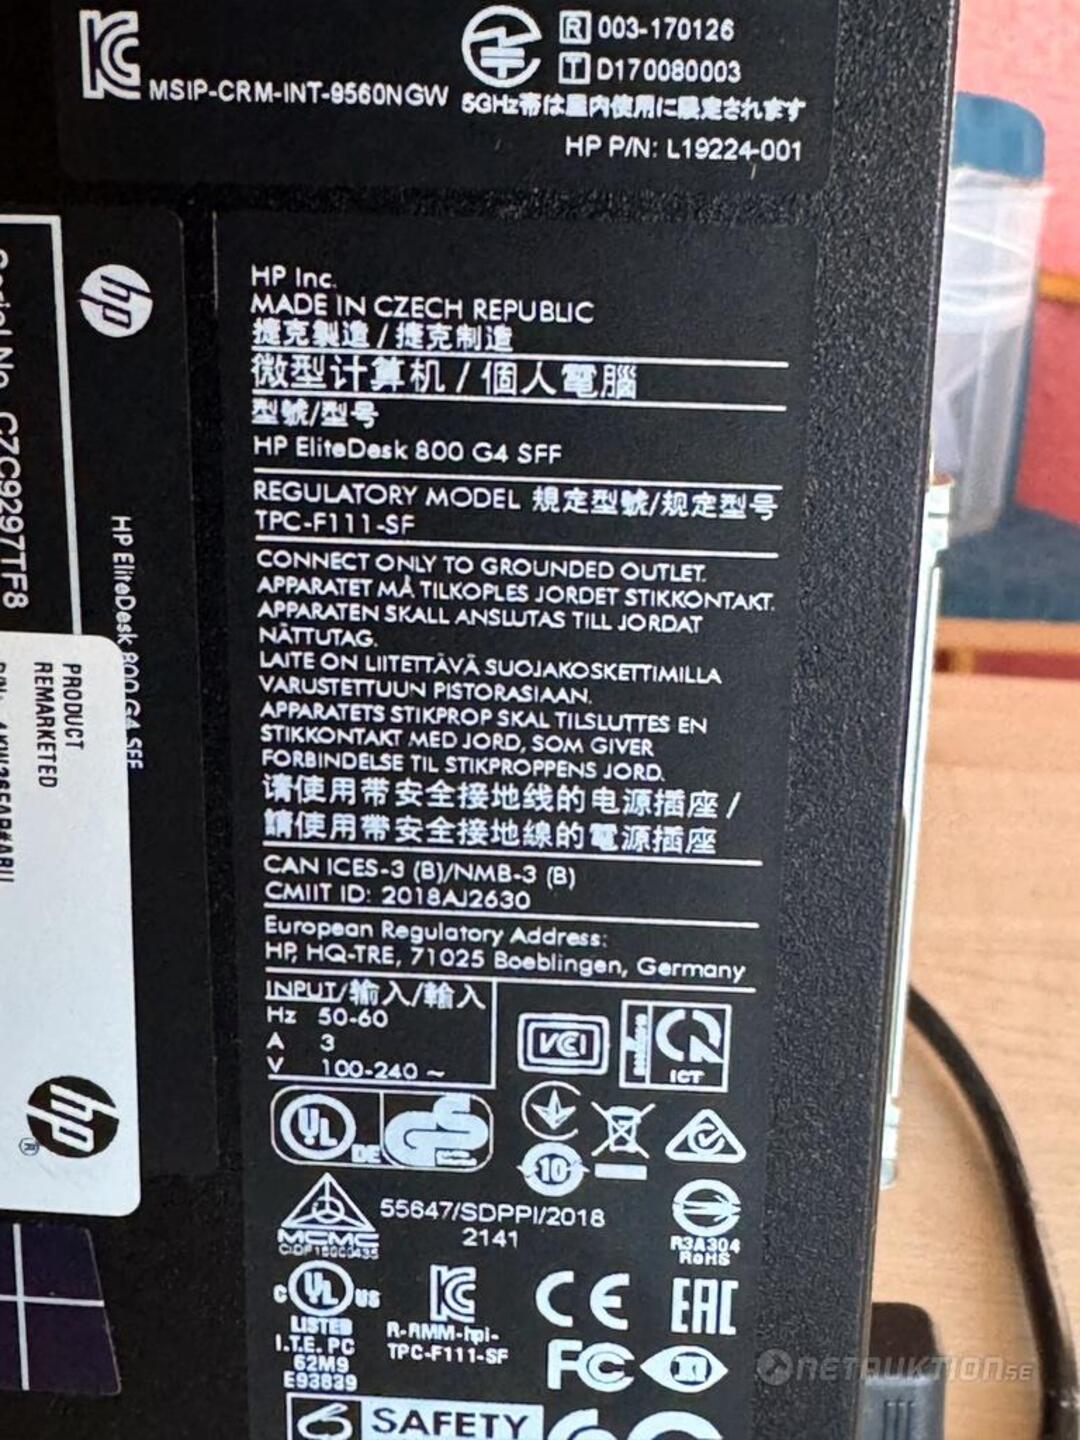 R 003-170126
T D170080003
MSIP-CRM-INT-9560NGW
5GHz帯は屋内使用に限定されます
HP P/N: L19224-001
HP Inc.
MADE IN CZECH REPUBLIC
捷克製造 / 捷克制造
微型计算机 / 個人電腦
型號/型号
HP EliteDesk 800 G4 SFF
REGULATORY MODEL 規定型號/规定型号
TPC-F111-SF
CONNECT ONLY TO GROUNDED OUTLET.
APPARATET MÅ TILKOPLES JORDET STIKKONTAKT.
APPARATEN SKALL ANSLUTAS TILL JORDAT
NÄTTUTAG.
LAITE ON LIITETTÄVÄ SUOJAKOSKETTIMILLA
VARUSTETTUUN PISTORASIAAN.
APPARATETS STIKPROP SKAL TILSLUTTES EN
STIKKONTAKT MED JORD, SOM GIVER
FORBINDELSE TIL STIKPROPPENS JORD.
请使用带安全接地线的电源插座 /
請使用帶安全接地線的電源插座
CAN ICES-3 (B)/NMB-3 (B)
CMIIT ID: 2018AJ2630
European Regulatory Address:
HP, HQ-TRE, 71025 Boeblingen, Germany
INPUT/输入/輸入
Hz 50-60
A 3
V 100-240 ~
VCI
ICT
UL
DE
GS
10
MCMC
CIDF15000435
55647/SDPPI/2018
2141
R3A304
RoHS
C UL US
LISTED
I.T.E. PC
62M9
E93839
R-RMM-hpi-
TPC-F111-SF
CE
EAC
FC
SAFETY
hp
HP EliteDesk 800 G4 SFF
Serial No. CZC9297TF8
PRODUCT
REMARKETED
hp
®
NETAUKTION.SE